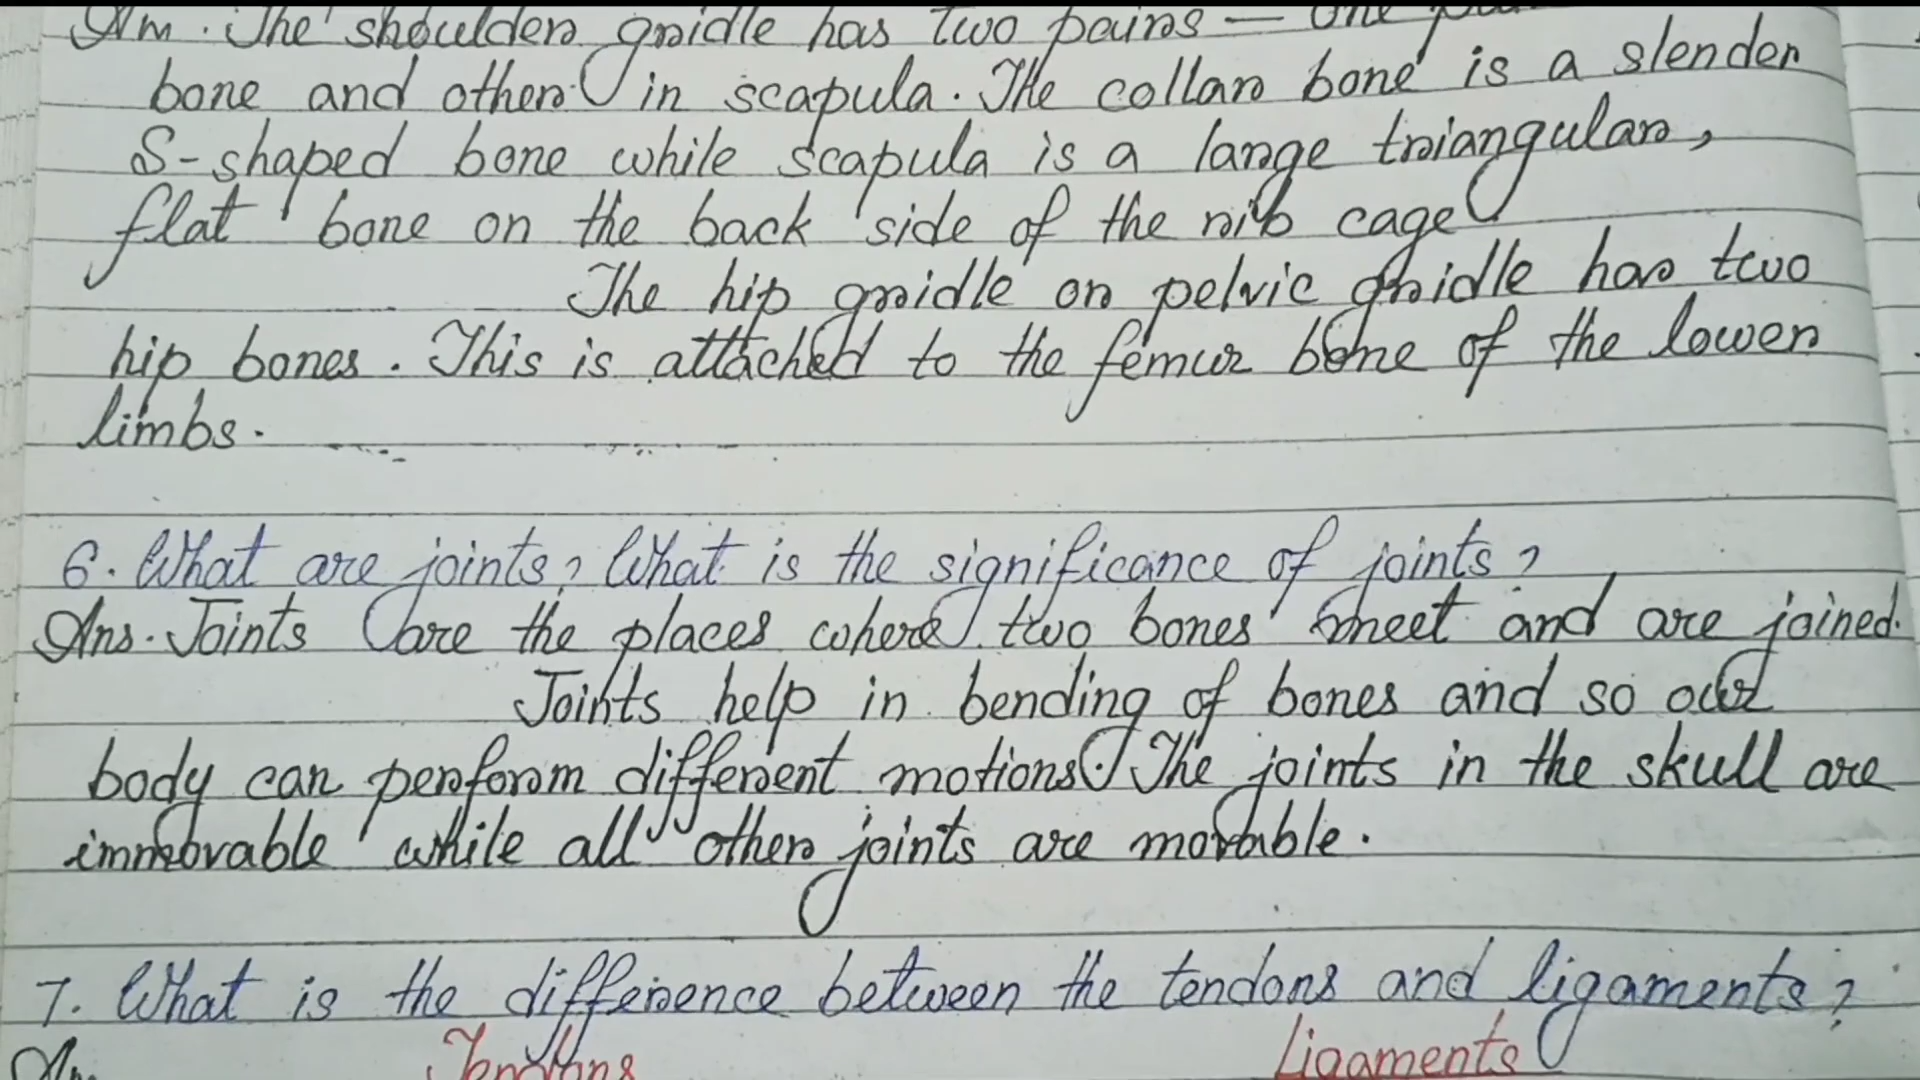 Ans. The shoulder girdle has two pairs — One
bone and other in scapula. The collar bone is a slender
S-shaped bone while scapula is a large triangular,
flat bone on the back side of the rib cage
The hip girdle or pelvic girdle has two
hip bones. This is attached to the femur bone of the lower
limbs.
6. What are joints? What is the significance of joints?
Ans. Joints are the places where two bones meet and are joined.
Joints help in bending of bones and so our
body can perform different motions. The joints in the skull are
immovable while all other joints are movable.
7. What is the difference between the tendons and ligaments?
Ans. Tendons Ligaments